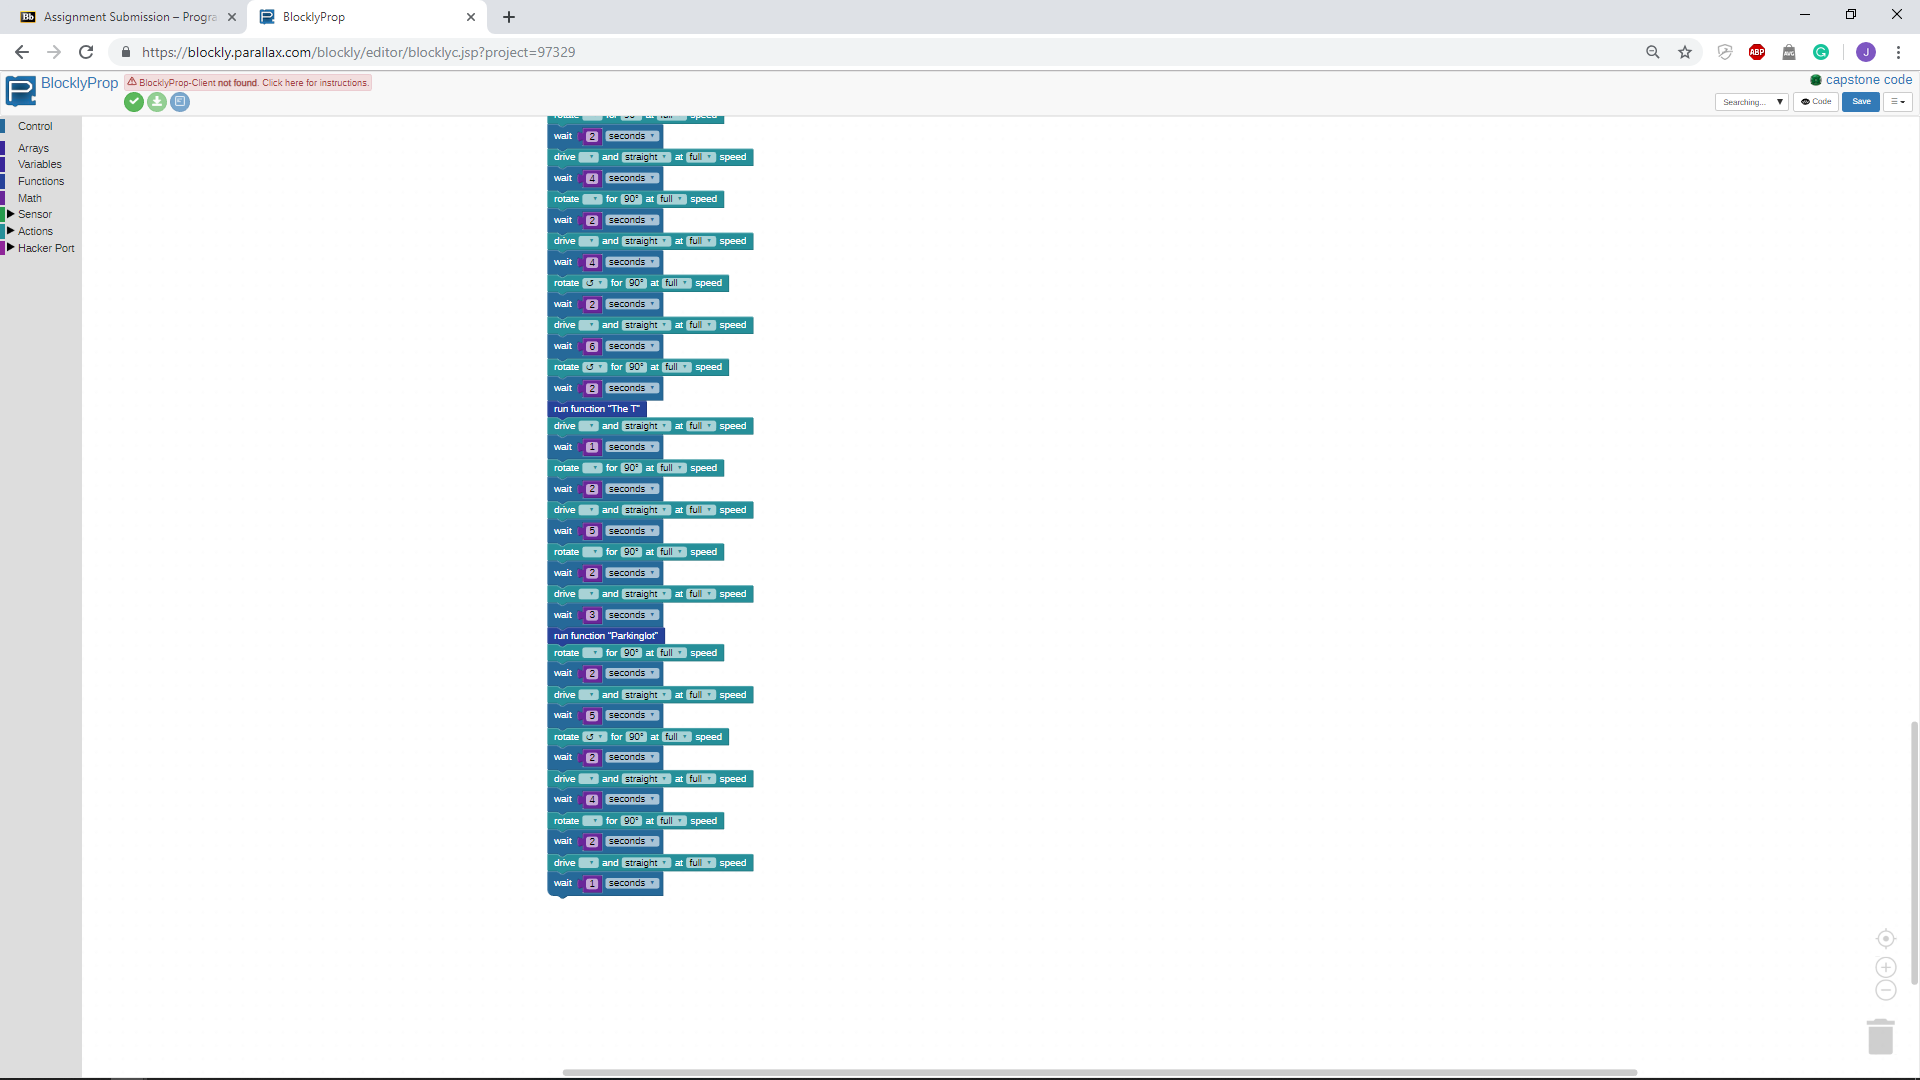 Assignment Submission – Progra
BlocklyProp
https://blockly.parallax.com/blockly/editor/blocklyc.jsp?project=97329
BlocklyProp
BlocklyProp-Client not found. Click here for instructions.
capstone code
Searching...
Code
Save
Control
Arrays
Variables
Functions
Math
Sensor
Actions
Hacker Port
rotate for 90° at full speed
wait 2 seconds
drive and straight at full speed
wait 4 seconds
rotate for 90° at full speed
wait 2 seconds
drive and straight at full speed
wait 4 seconds
rotate ↺ for 90° at full speed
wait 2 seconds
drive and straight at full speed
wait 6 seconds
rotate ↺ for 90° at full speed
wait 2 seconds
run function "The T"
drive and straight at full speed
wait 1 seconds
rotate for 90° at full speed
wait 2 seconds
drive and straight at full speed
wait 5 seconds
rotate for 90° at full speed
wait 2 seconds
drive and straight at full speed
wait 3 seconds
run function "Parkinglot"
rotate for 90° at full speed
wait 2 seconds
drive and straight at full speed
wait 5 seconds
rotate ↺ for 90° at full speed
wait 2 seconds
drive and straight at full speed
wait 4 seconds
rotate for 90° at full speed
wait 2 seconds
drive and straight at full speed
wait 1 seconds